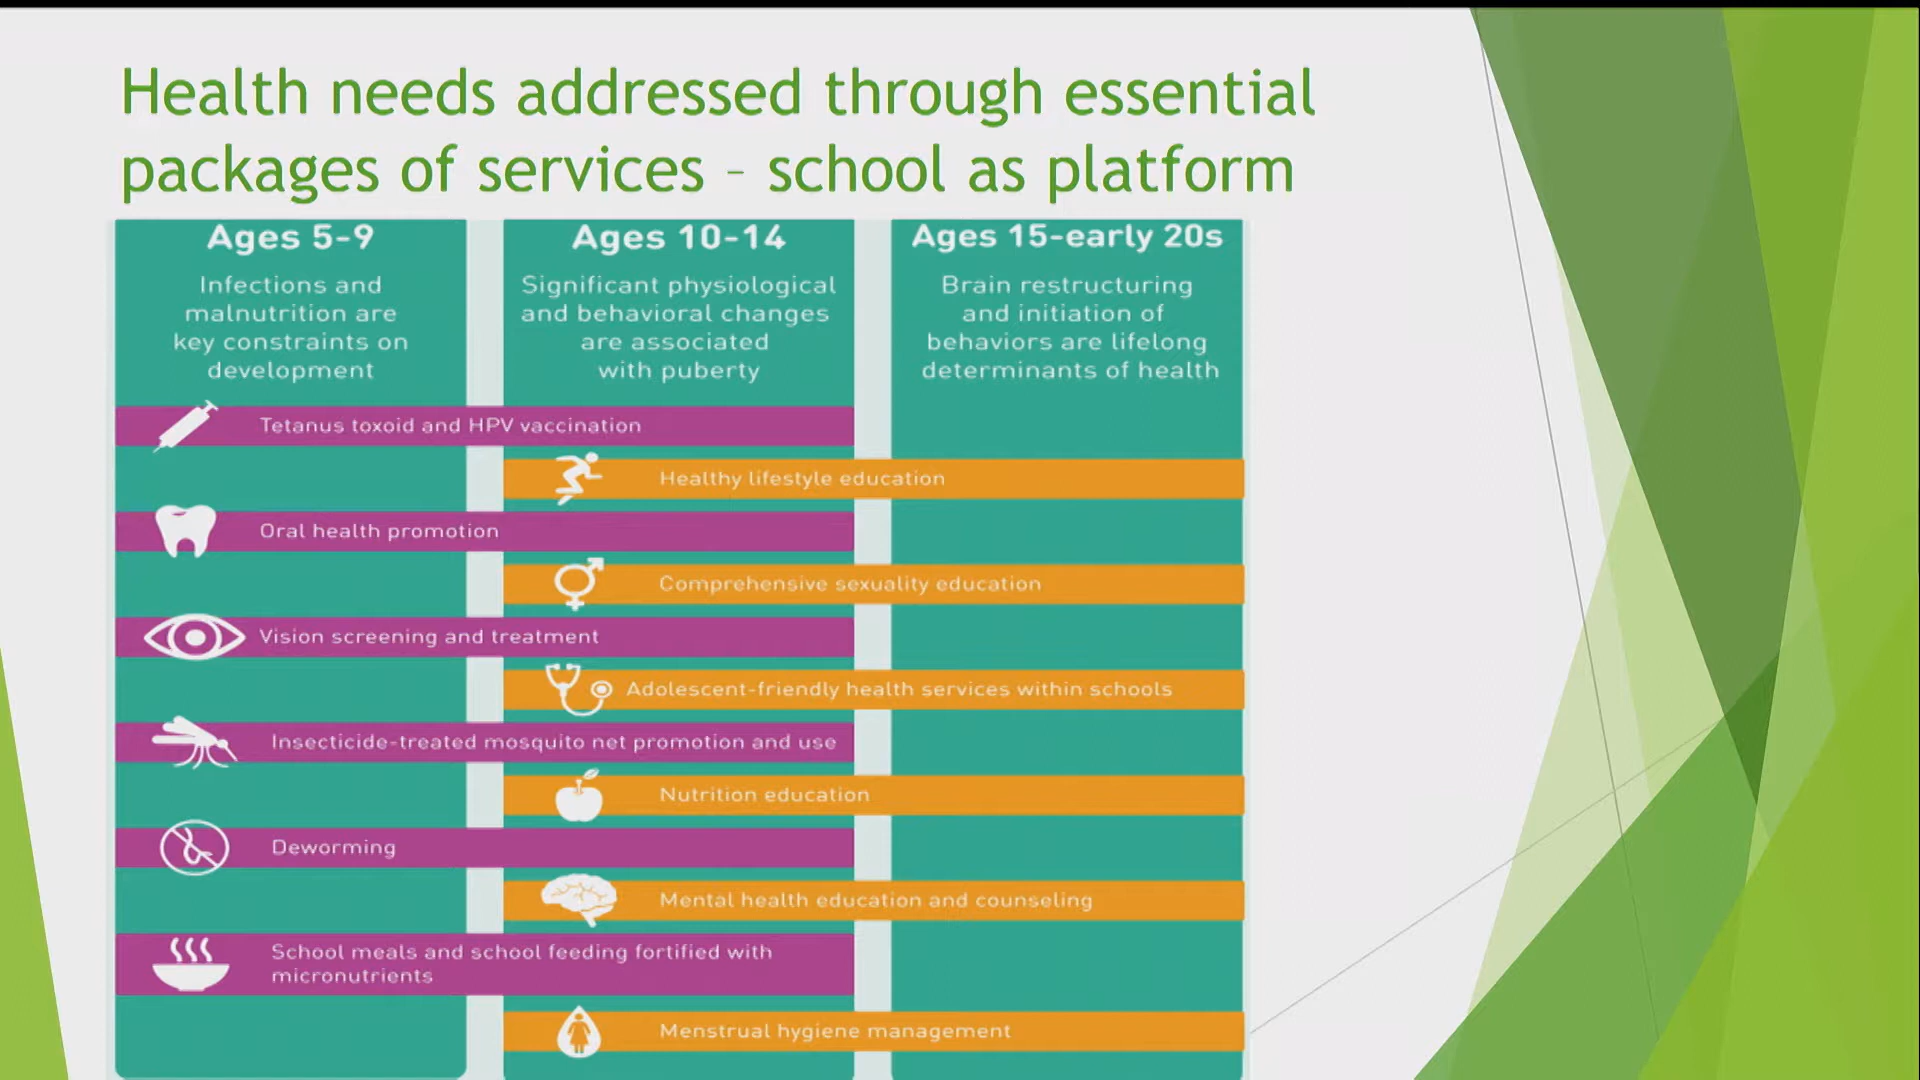 Health needs addressed through essential
packages of services – school as platform
Ages 5-9
Infections and
malnutrition are
key constraints on
development
Ages 10-14
Significant physiological
and behavioral changes
are associated
with puberty
Ages 15-early 20s
Brain restructuring
and initiation of
behaviors are lifelong
determinants of health
Tetanus toxoid and HPV vaccination
Healthy lifestyle education
Oral health promotion
Comprehensive sexuality education
Vision screening and treatment
Adolescent-friendly health services within schools
Insecticide-treated mosquito net promotion and use
Nutrition education
Deworming
Mental health education and counseling
School meals and school feeding fortified with
micronutrients
Menstrual hygiene management